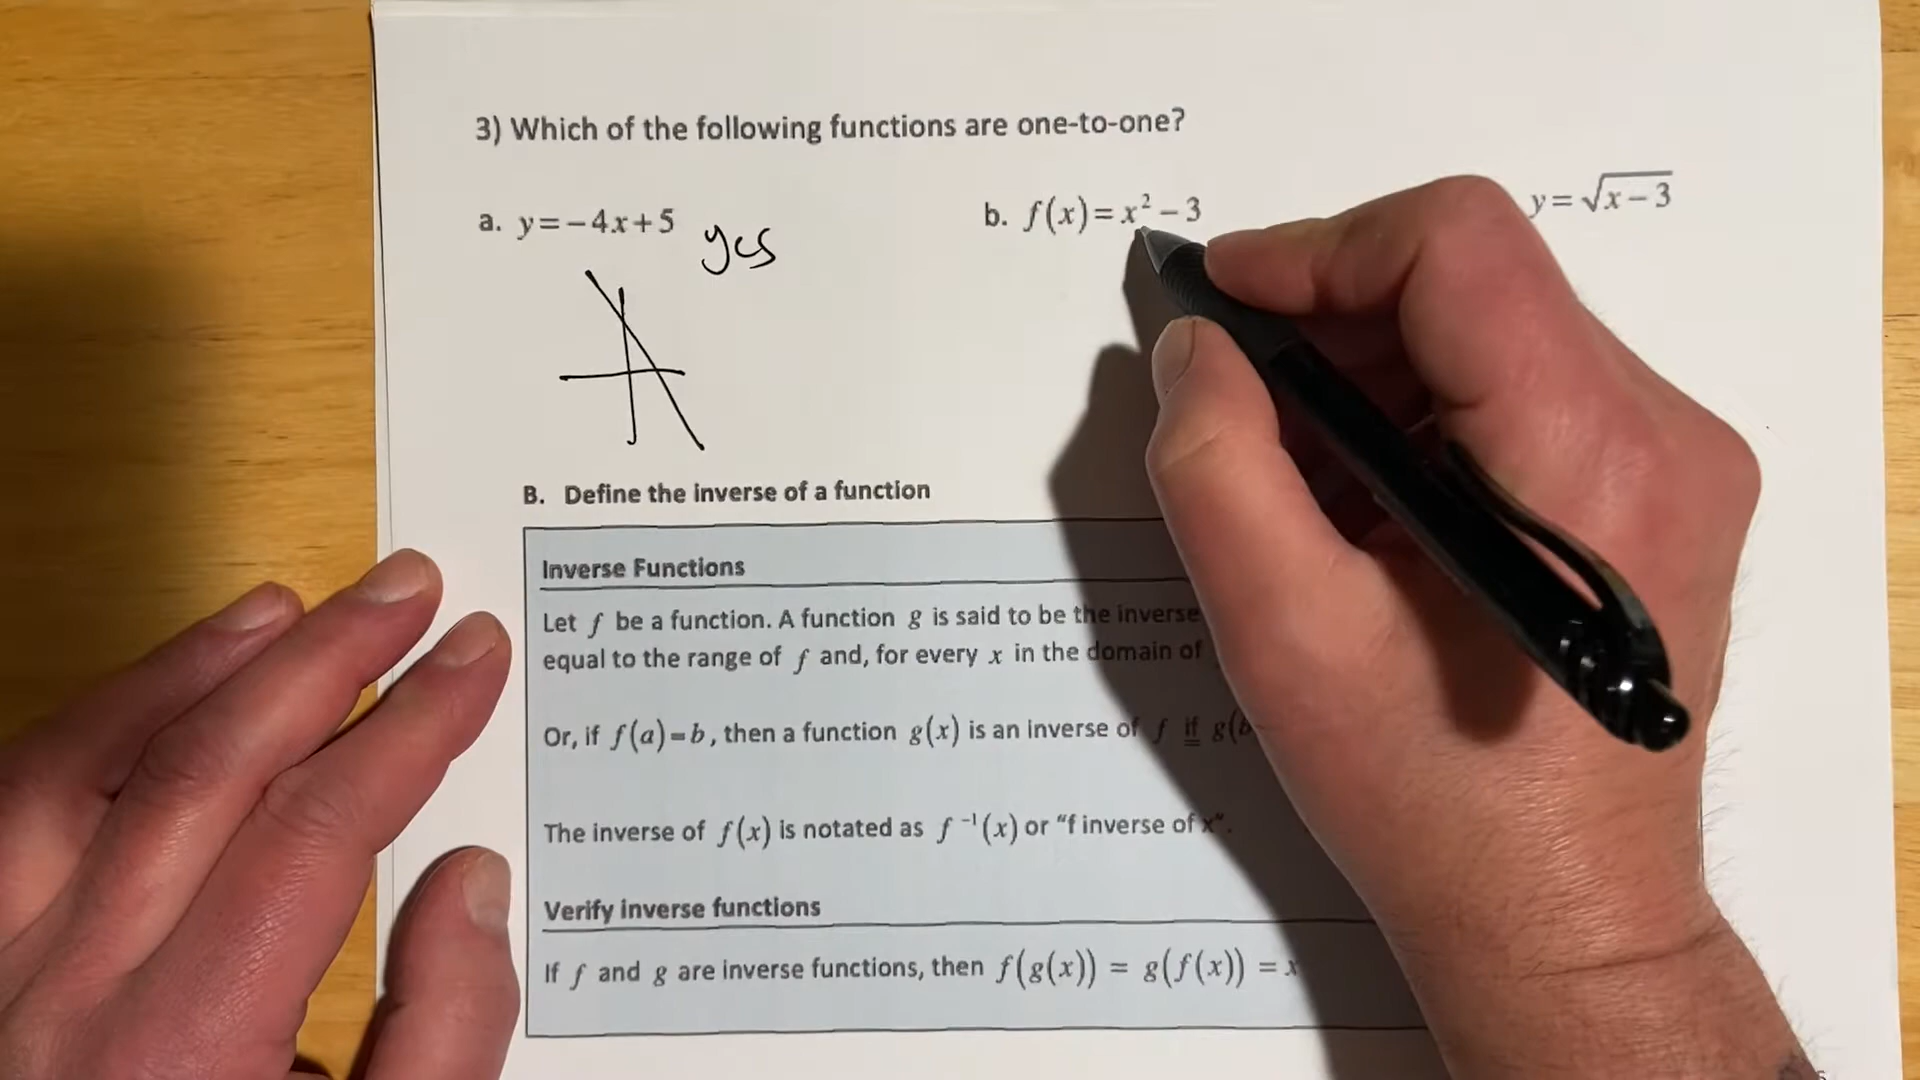 3) Which of the following functions are one-to-one?
a. y=−4x+5 yes
b. f(x)=x²−3
y=√x−3
B. Define the inverse of a function
Inverse Functions
Let f be a function. A function g is said to be the inverse
equal to the range of f and, for every x in the domain of
Or, if f(a)=b, then a function g(x) is an inverse of f if g(b
The inverse of f(x) is notated as f⁻¹(x) or "f inverse of x".
Verify inverse functions
If f and g are inverse functions, then f(g(x)) = g(f(x)) = x